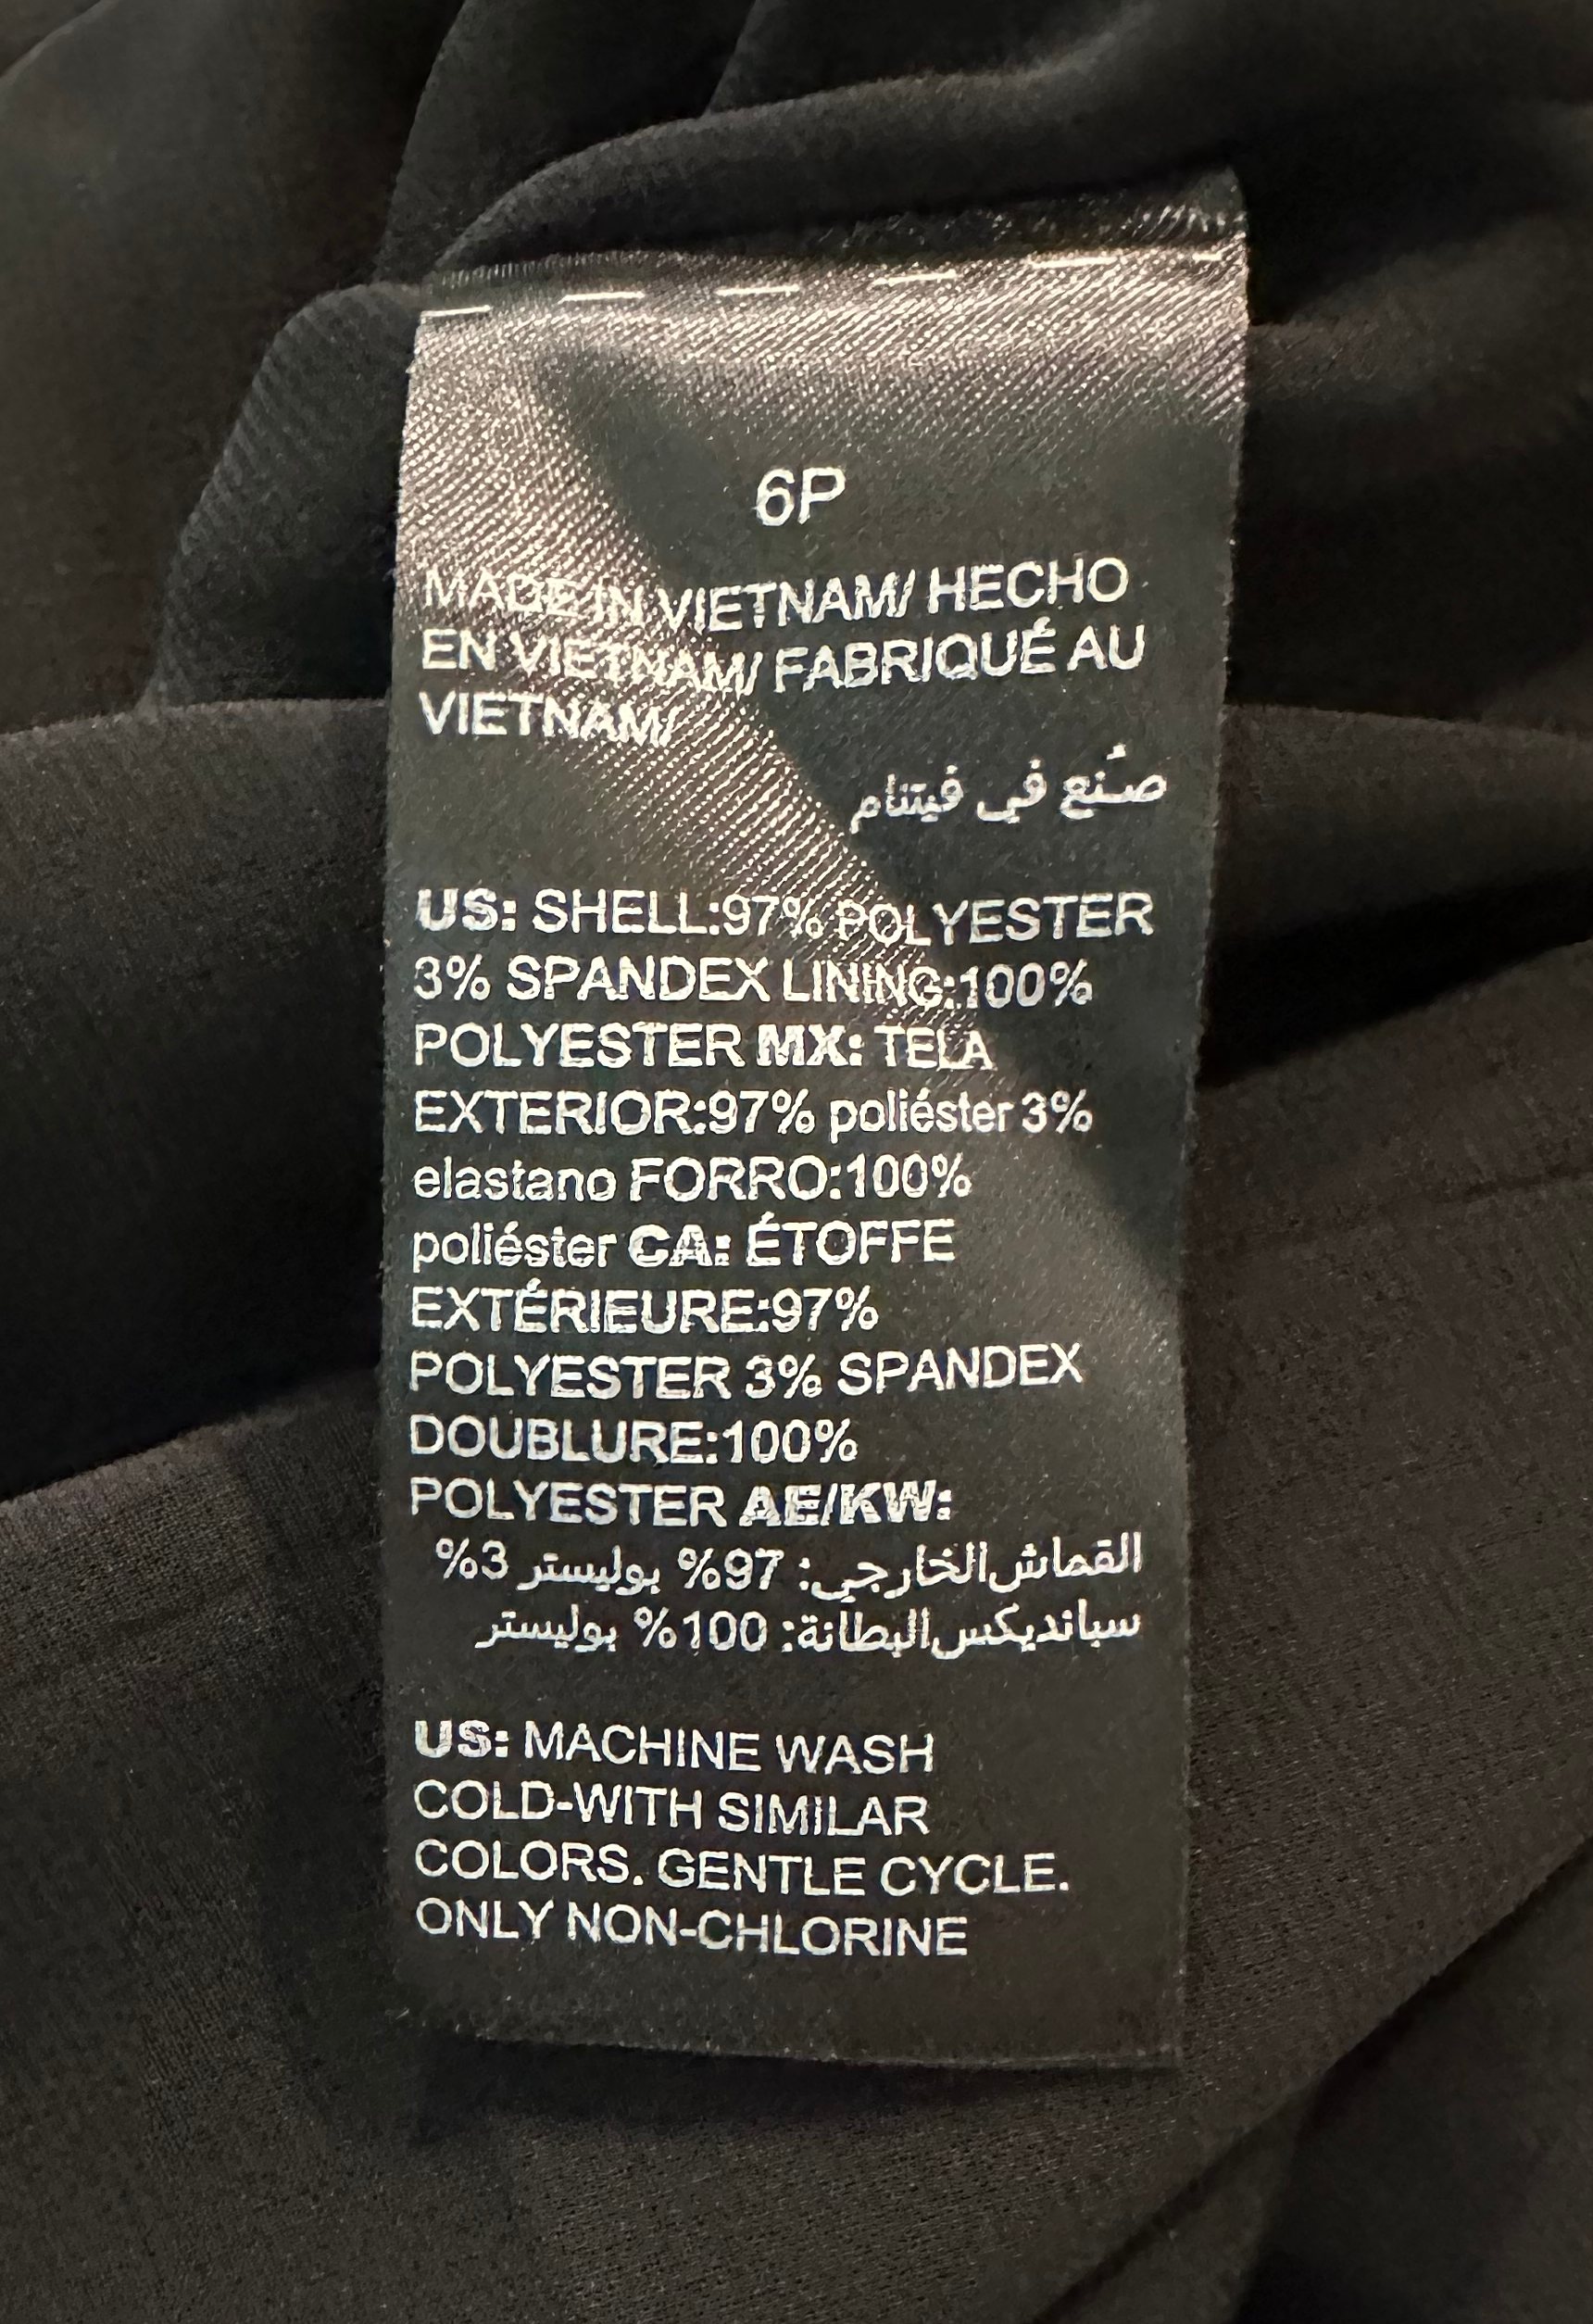 6P
MADE IN VIETNAM/ HECHO
EN VIETNAM/ FABRIQUÉ AU
VIETNAM/
صُنع في فيتنام
US: SHELL:97% POLYESTER
3% SPANDEX LINING:100%
POLYESTER MX: TELA
EXTERIOR:97% poliéster 3%
elastano FORRO:100%
poliéster CA: ÉTOFFE
EXTÉRIEURE:97%
POLYESTER 3% SPANDEX
DOUBLURE:100%
POLYESTER AE/KW:
القماش الخارجي: 97% بوليستر 3%
سبانديكس البطانة: 100% بوليستر
US: MACHINE WASH
COLD-WITH SIMILAR
COLORS. GENTLE CYCLE.
ONLY NON-CHLORINE